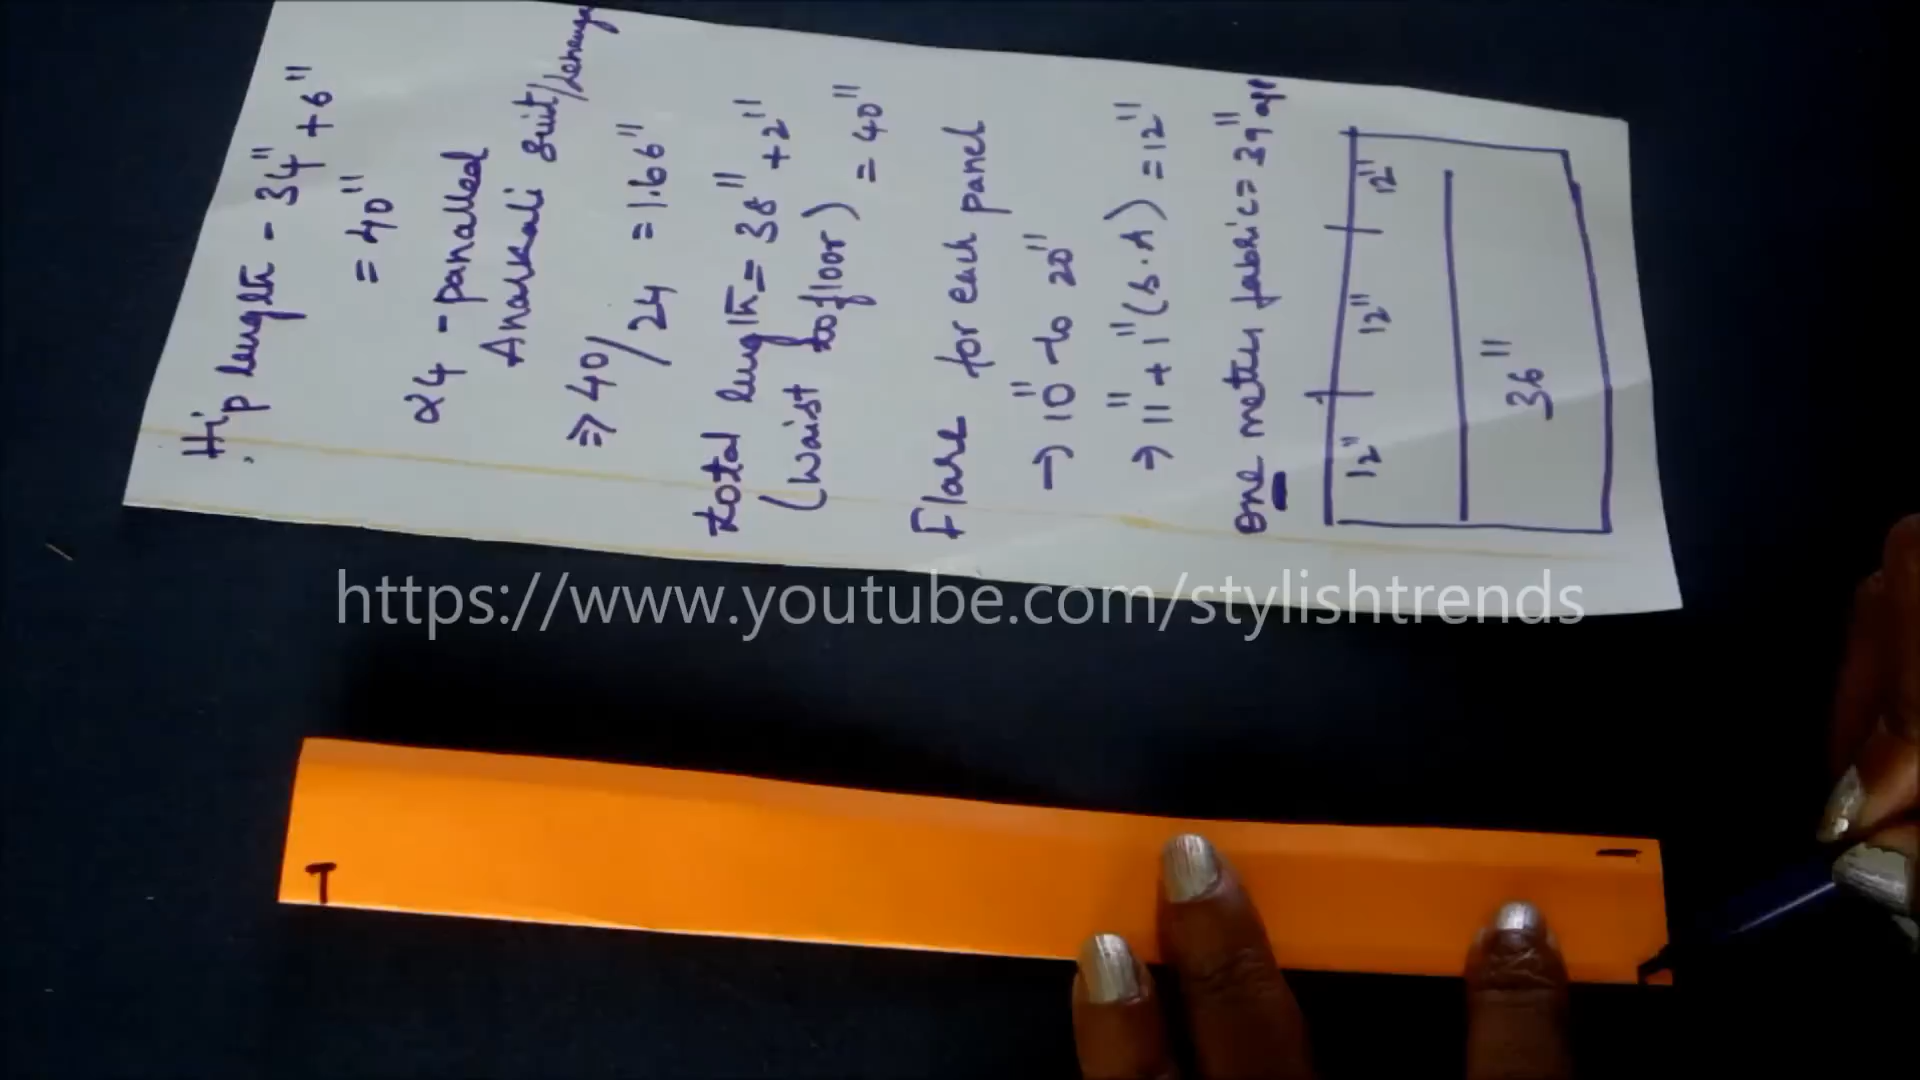 Hip length - 34" + 6"
= 40"
24 - panalled
Anarkali suit/Lehenga
⇒ 40/24 = 1.66"
total length = 38" + 2"
(waist to floor) = 40"
Flare for each panel
→ 10" to 20"
→ 11" + 1" (S.A) = 12"
one meter fabric = 39" app
12" 12" 12"
36"
https://www.youtube.com/stylishtrends
T